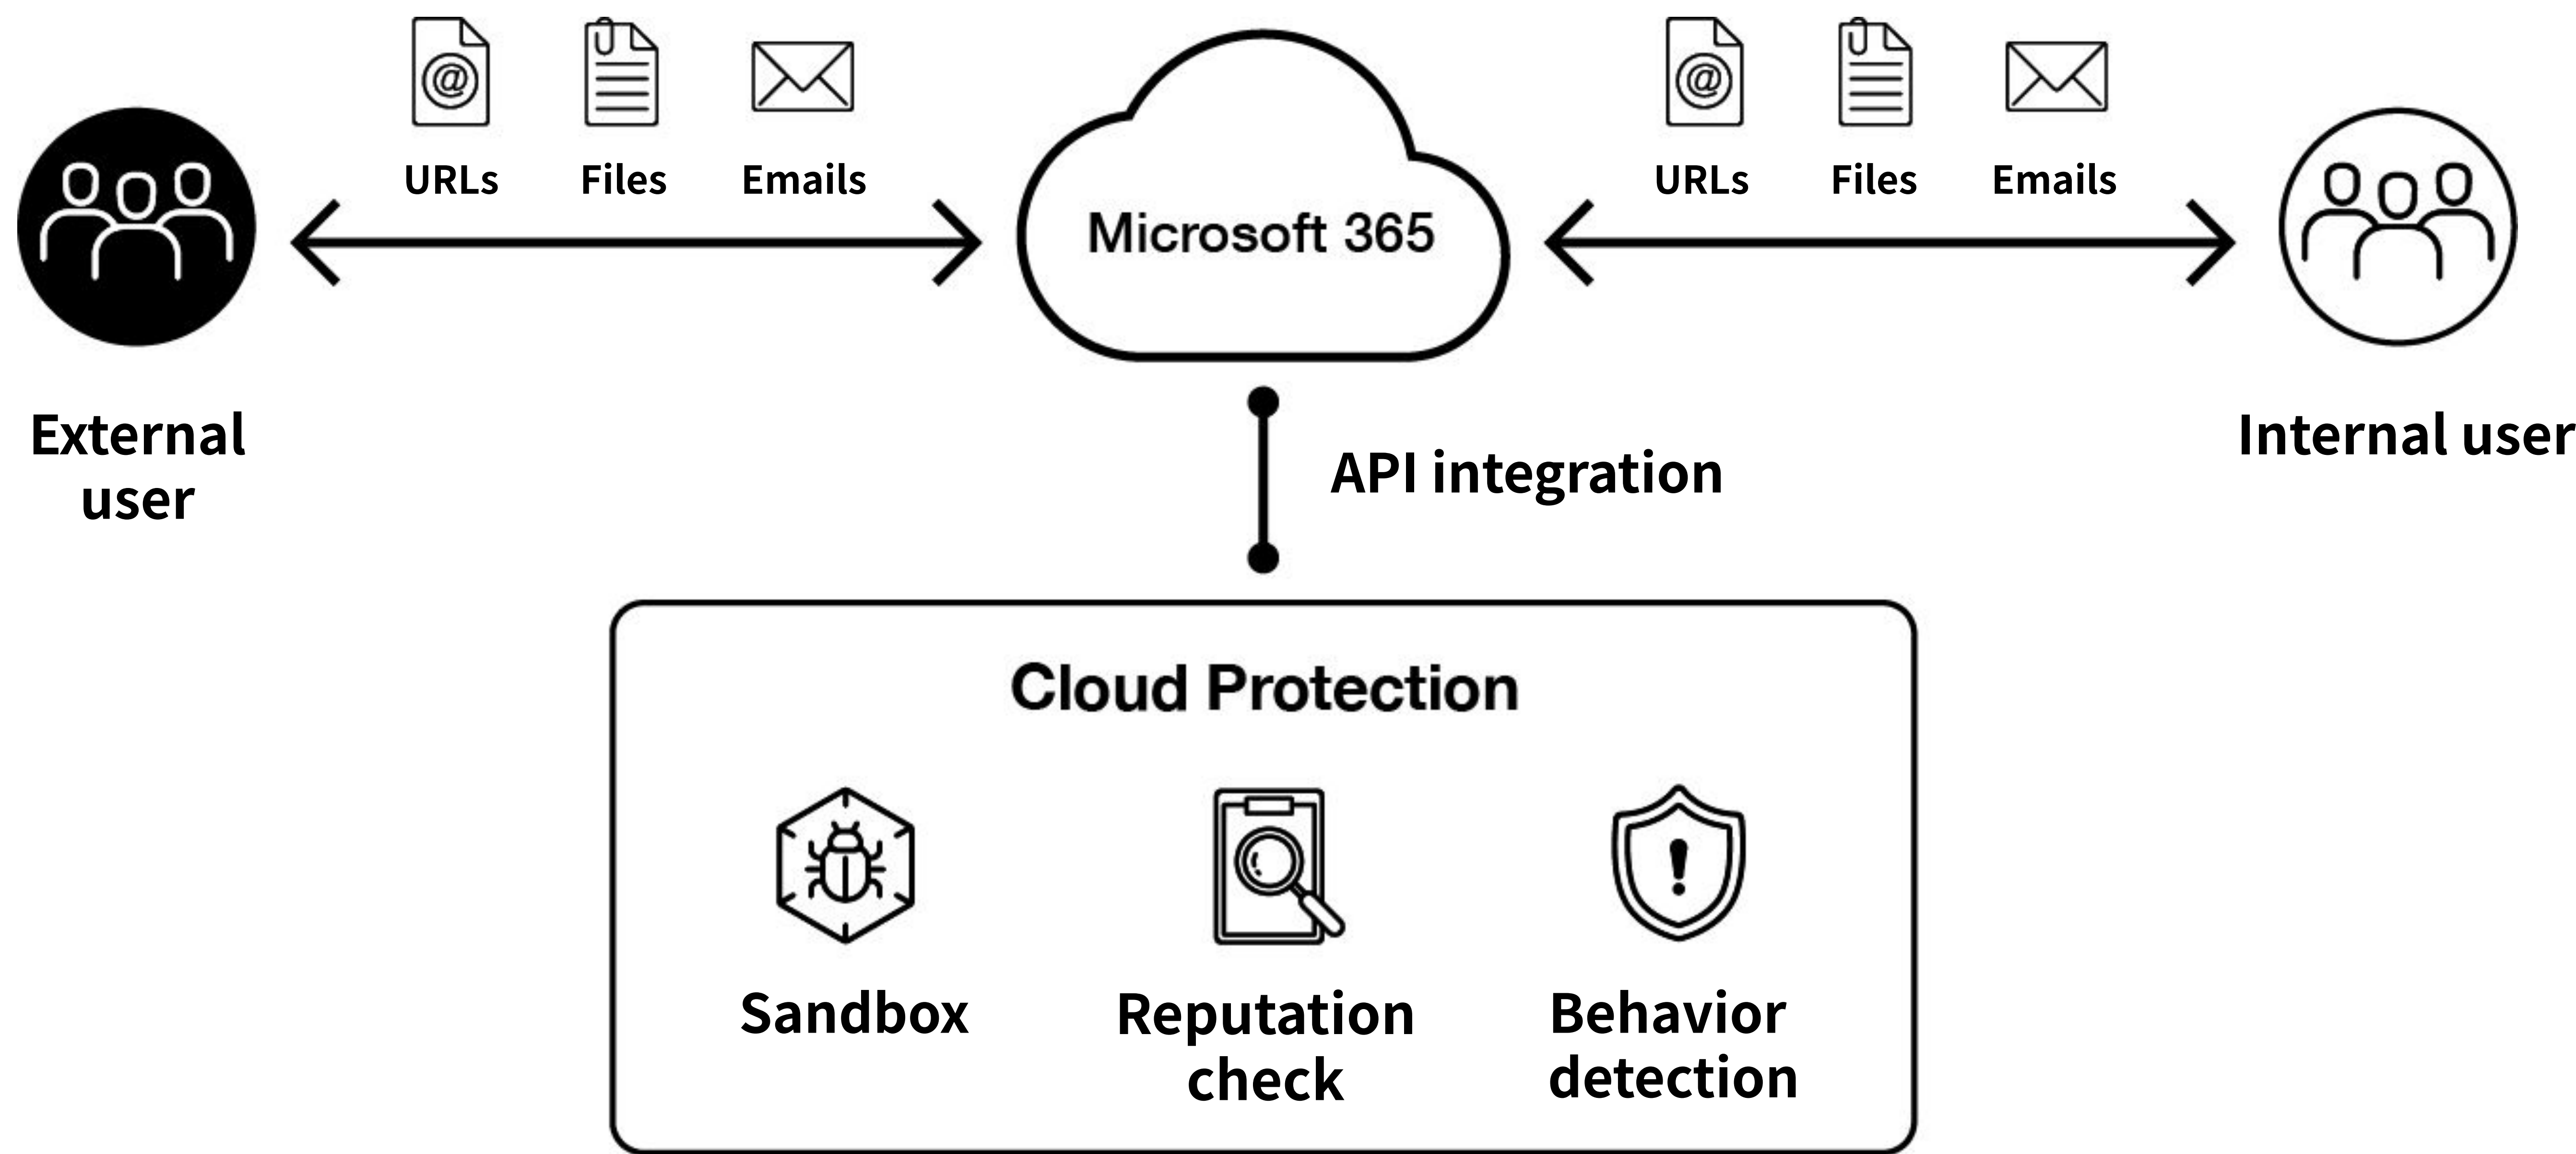 URLs
Files
Emails
URLs
Files
Emails
Microsoft 365
External
user
Internal user
API integration
Cloud Protection
Sandbox
Reputation
check
Behavior
detection